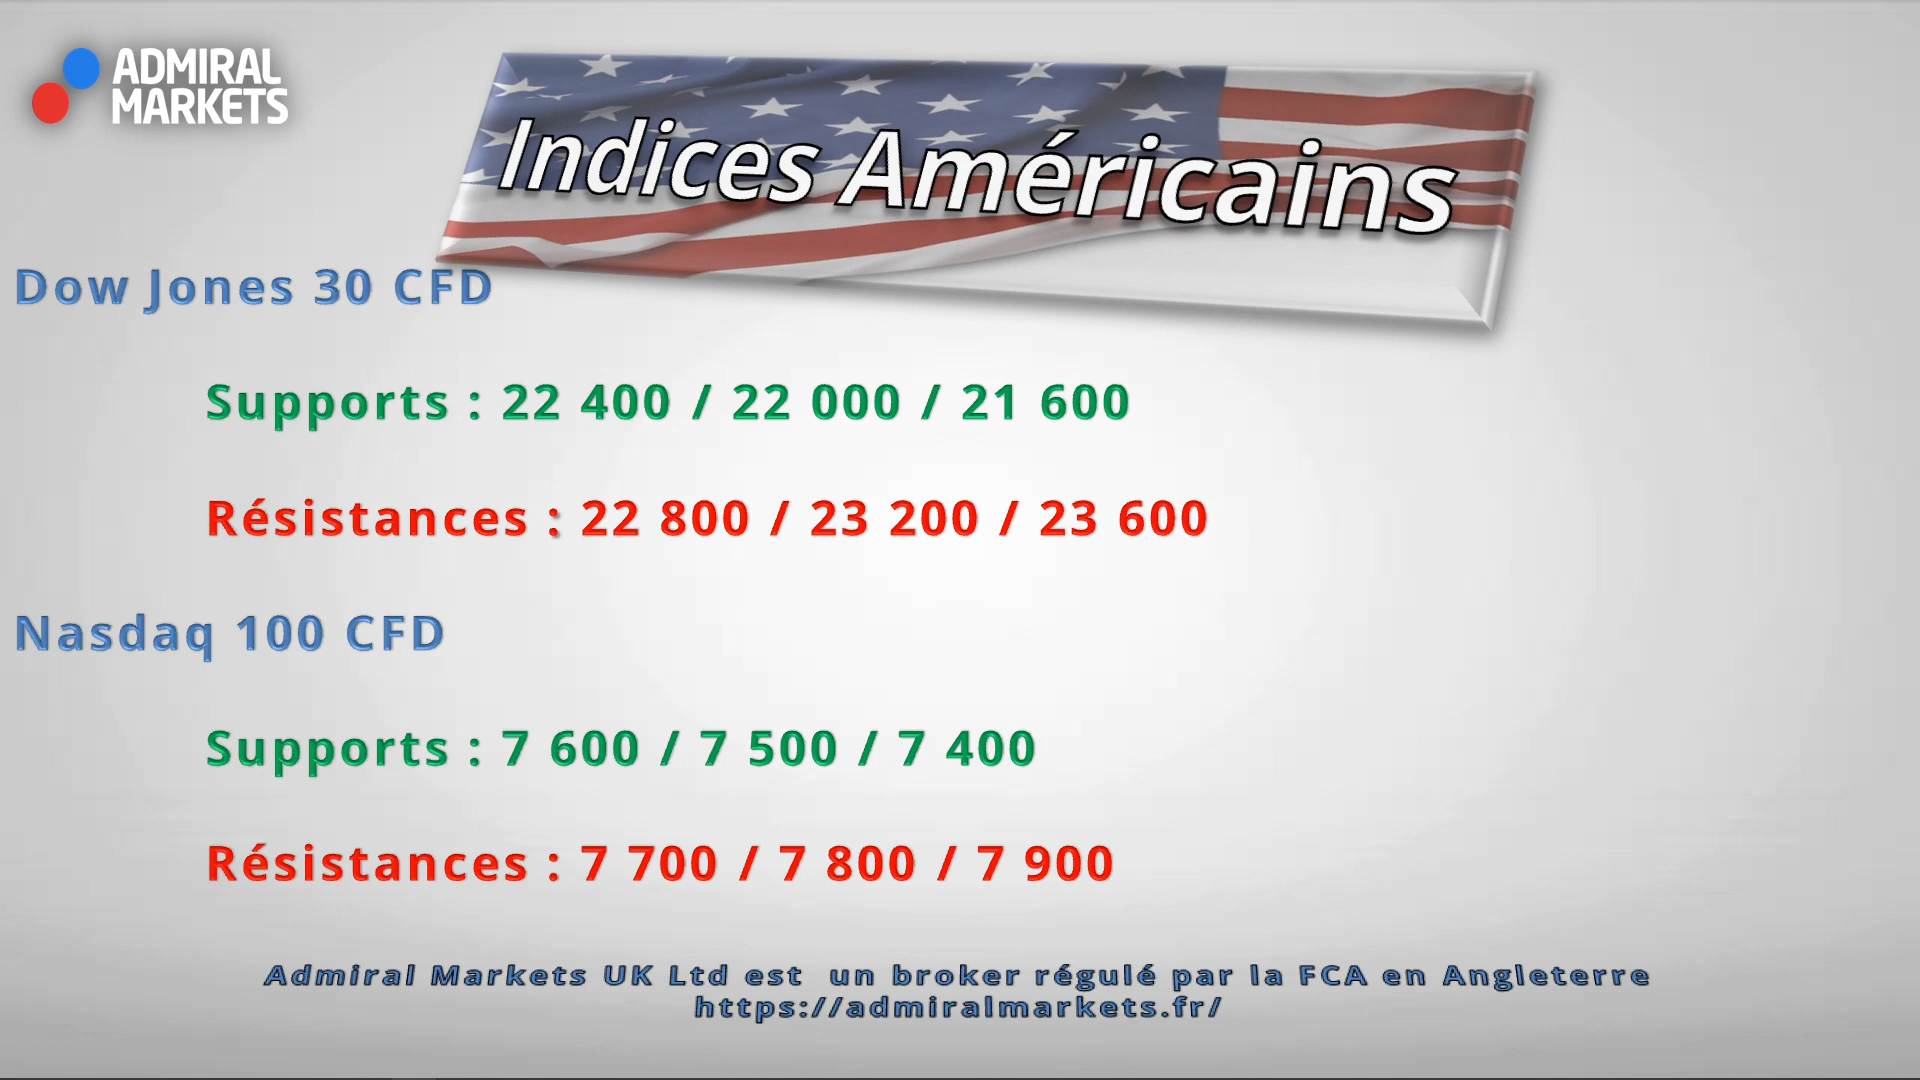 ADMIRAL
MARKETS
Indices Américains
Dow Jones 30 CFD
Supports : 22 400 / 22 000 / 21 600
Résistances : 22 800 / 23 200 / 23 600
Nasdaq 100 CFD
Supports : 7 600 / 7 500 / 7 400
Résistances : 7 700 / 7 800 / 7 900
Admiral Markets UK Ltd est  un broker régulé par la FCA en Angleterre
https://admiralmarkets.fr/